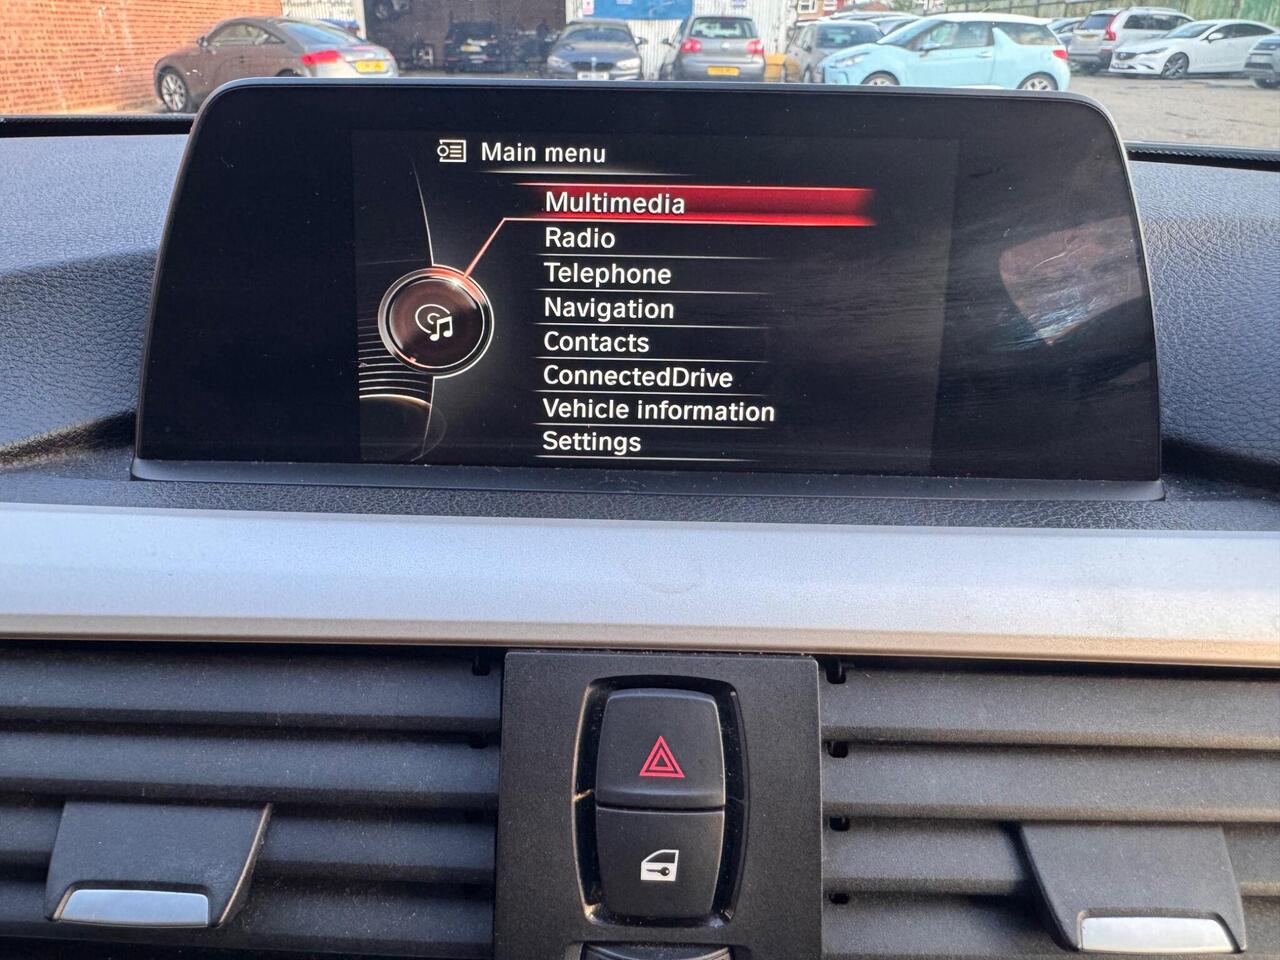 Main menu
Multimedia
Radio
Telephone
Navigation
Contacts
ConnectedDrive
Vehicle information
Settings